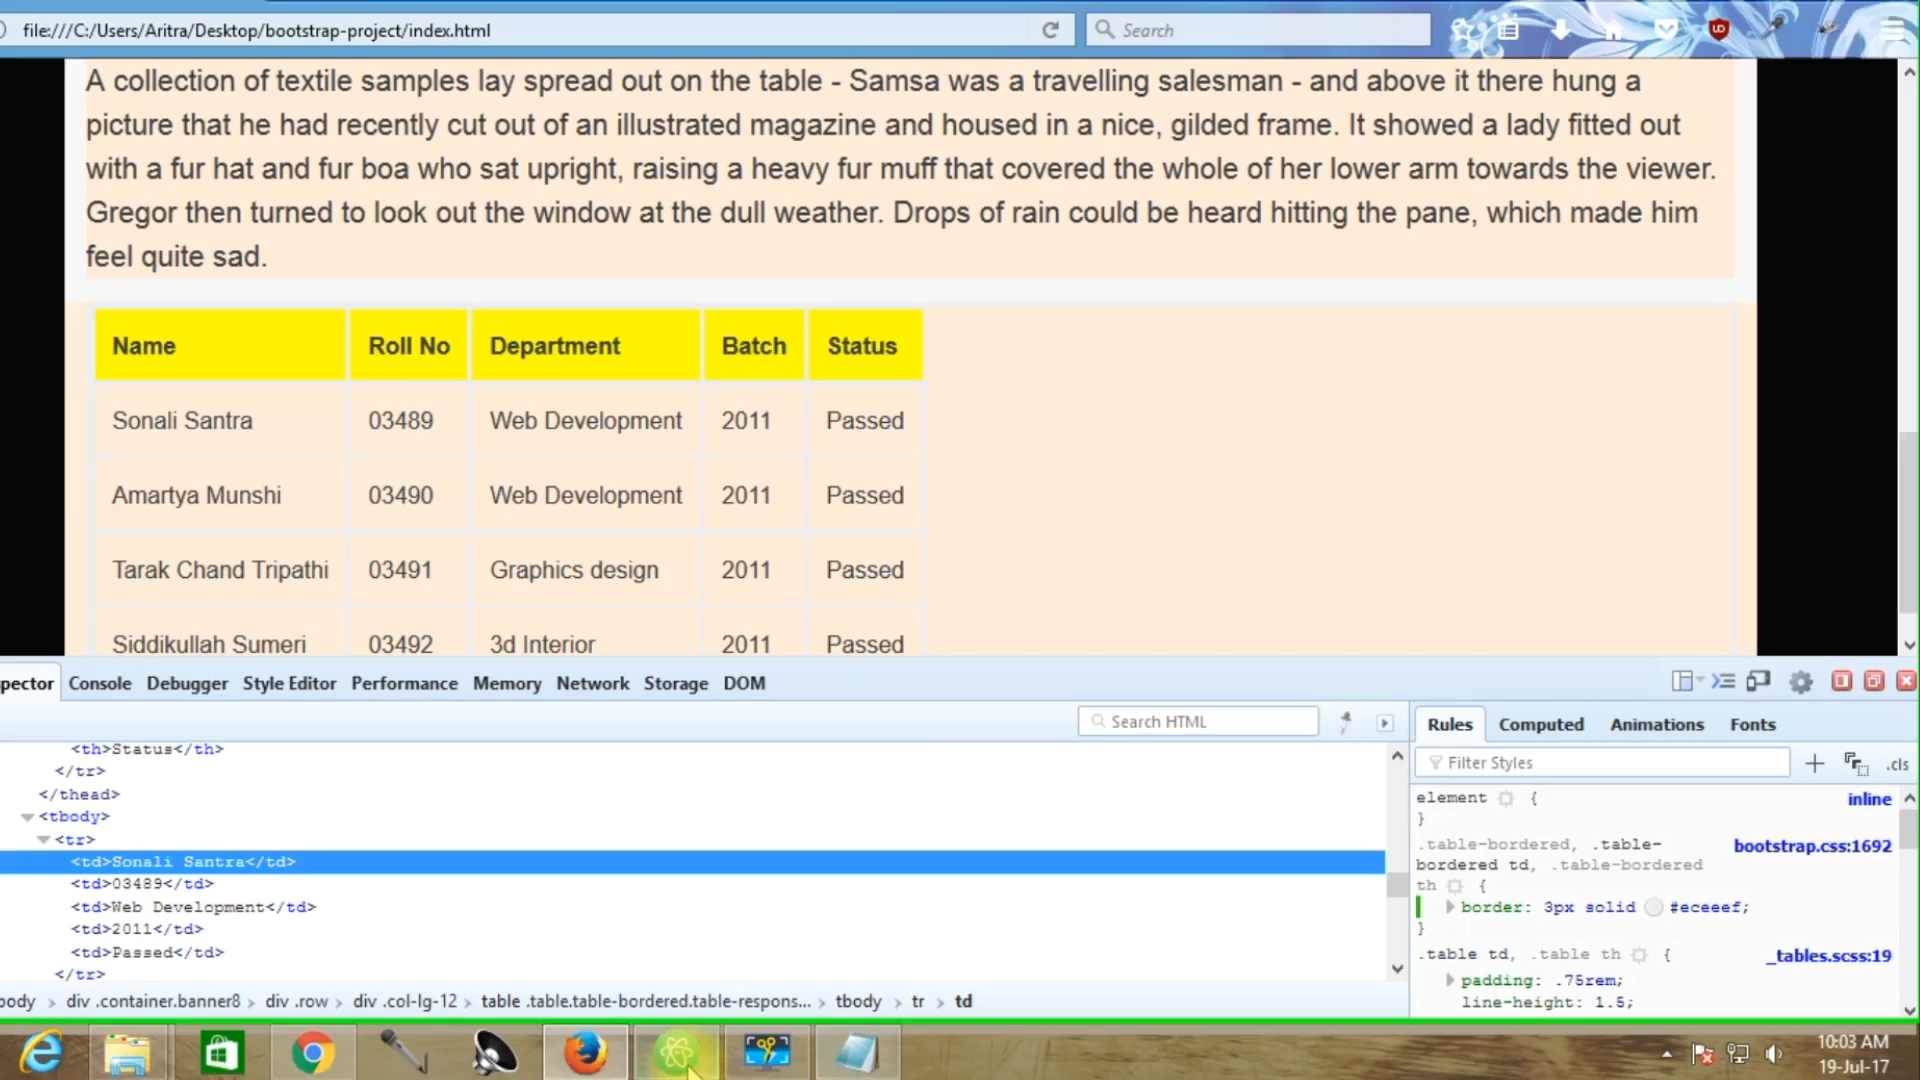 file:///C:/Users/Aritra/Desktop/bootstrap-project/index.html
Search
A collection of textile samples lay spread out on the table - Samsa was a travelling salesman - and above it there hung a
picture that he had recently cut out of an illustrated magazine and housed in a nice, gilded frame. It showed a lady fitted out
with a fur hat and fur boa who sat upright, raising a heavy fur muff that covered the whole of her lower arm towards the viewer.
Gregor then turned to look out the window at the dull weather. Drops of rain could be heard hitting the pane, which made him
feel quite sad.
Name Roll No Department Batch Status
Sonali Santra 03489 Web Development 2011 Passed
Amartya Munshi 03490 Web Development 2011 Passed
Tarak Chand Tripathi 03491 Graphics design 2011 Passed
Siddikullah Sumeri 03492 3d Interior 2011 Passed
pector Console Debugger Style Editor Performance Memory Network Storage DOM
Search HTML
<th>Status</th>
</tr>
</thead>
<tbody>
<tr>
<td>Sonali Santra</td>
<td>03489</td>
<td>Web Development</td>
<td>2011</td>
<td>Passed</td>
</tr>
body > div .container.banner8 > div .row > div .col-lg-12 > table .table.table-bordered.table-respons... > tbody > tr > td
Rules Computed Animations Fonts
Filter Styles + .cls
element { inline
}
.table-bordered, .table- bootstrap.css:1692
bordered td, .table-bordered
th {
border: 3px solid #eceeef;
}
.table td, .table th { _tables.scss:19
padding: .75rem;
line-height: 1.5;
10:03 AM
19-Jul-17